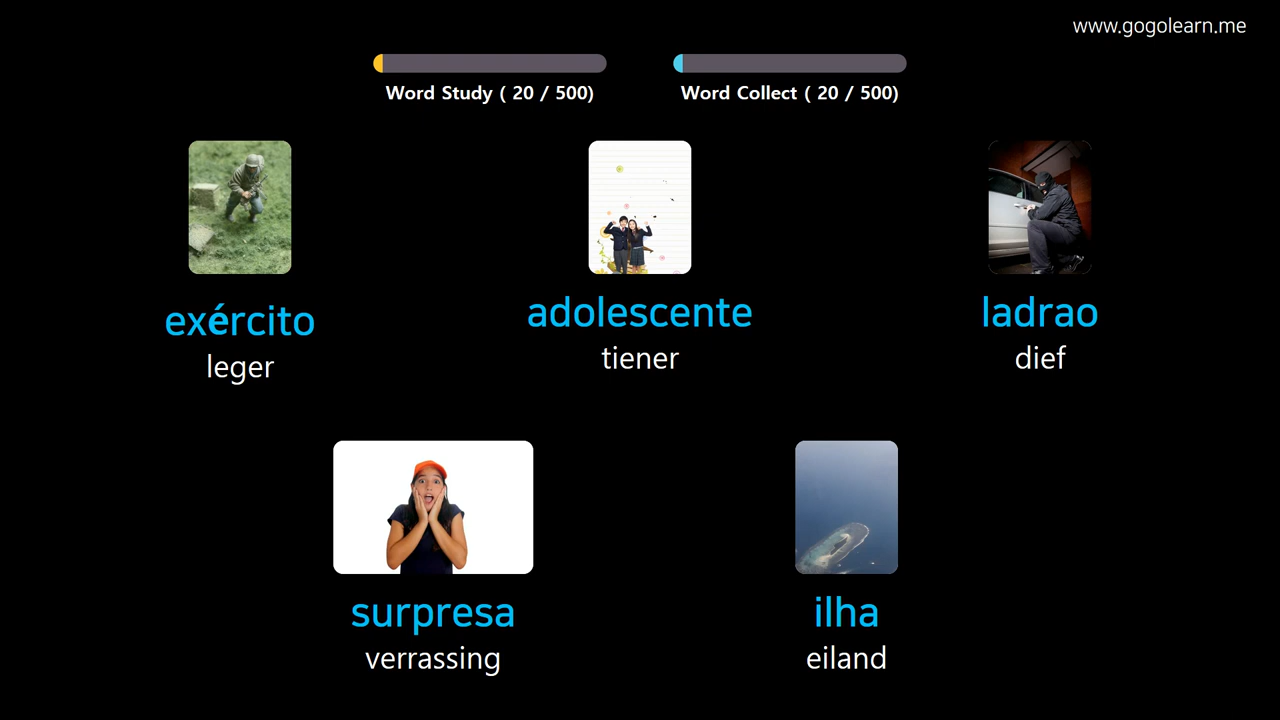 www.gogolearn.me
Word Study ( 20 / 500)
Word Collect ( 20 / 500)
exército
leger
adolescente
tiener
ladrao
dief
surpresa
verrassing
ilha
eiland